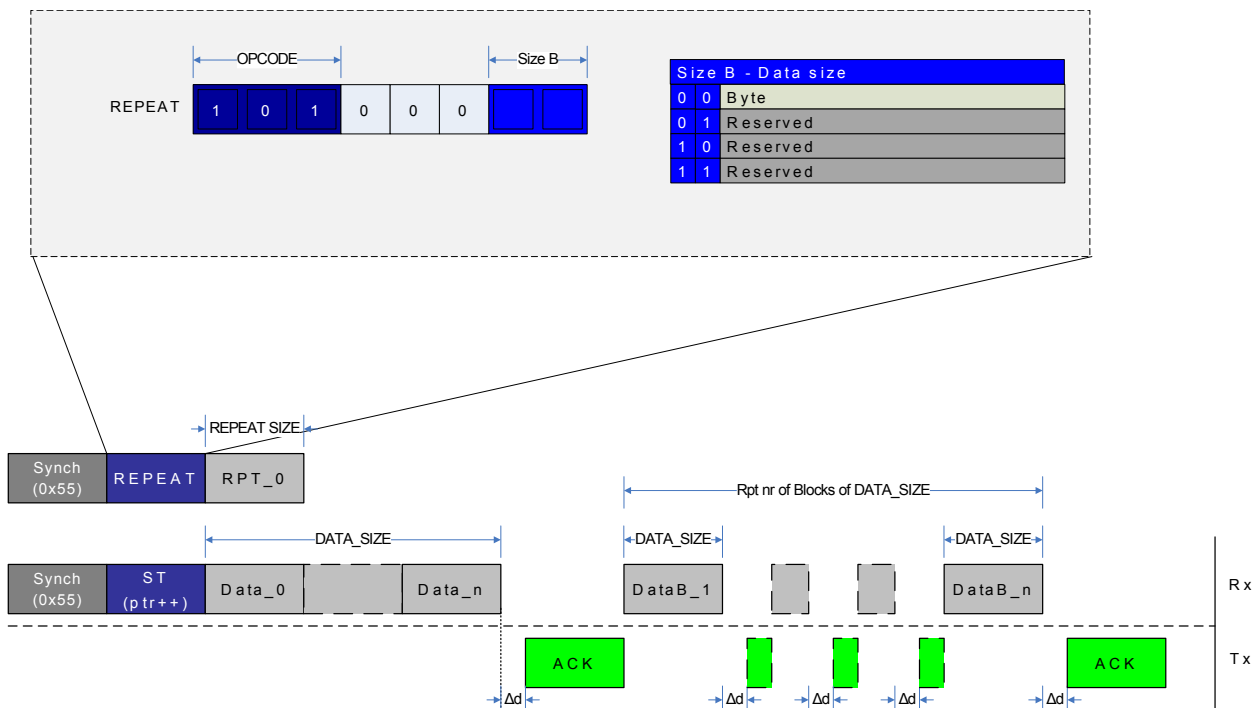 OPCODE
Size B
REPEAT
1 0 1 0 0 0
Size B - Data size
0 0 Byte
0 1 Reserved
1 0 Reserved
1 1 Reserved
REPEAT SIZE
Synch
(0x55)
REPEAT
RPT_0
Rpt nr of Blocks of DATA_SIZE
DATA_SIZE
DATA_SIZE
DATA_SIZE
Synch
(0x55)
ST
(ptr++)
Data_0
Data_n
DataB_1
DataB_n
Rx
ACK
ACK
Tx
Δd
Δd
Δd
Δd
Δd